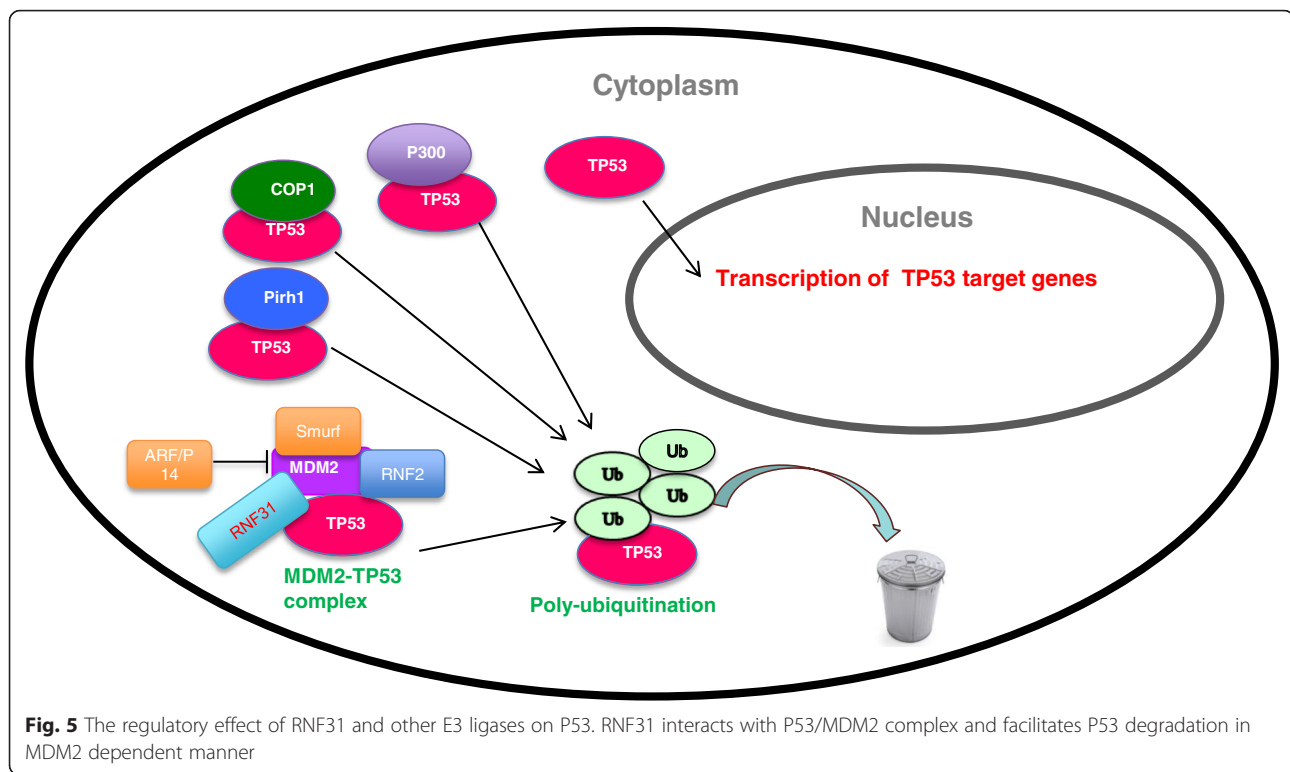 Cytoplasm
P300
TP53
COP1
TP53
TP53
Nucleus
Transcription of TP53 target genes
Pirh1
TP53
Smurf
ARF/P
14
MDM2
RNF2
RNF31
TP53
MDM2-TP53
complex
Ub
Ub
Ub
Ub
TP53
Poly-ubiquitination
Fig. 5 The regulatory effect of RNF31 and other E3 ligases on P53. RNF31 interacts with P53/MDM2 complex and facilitates P53 degradation in
MDM2 dependent manner